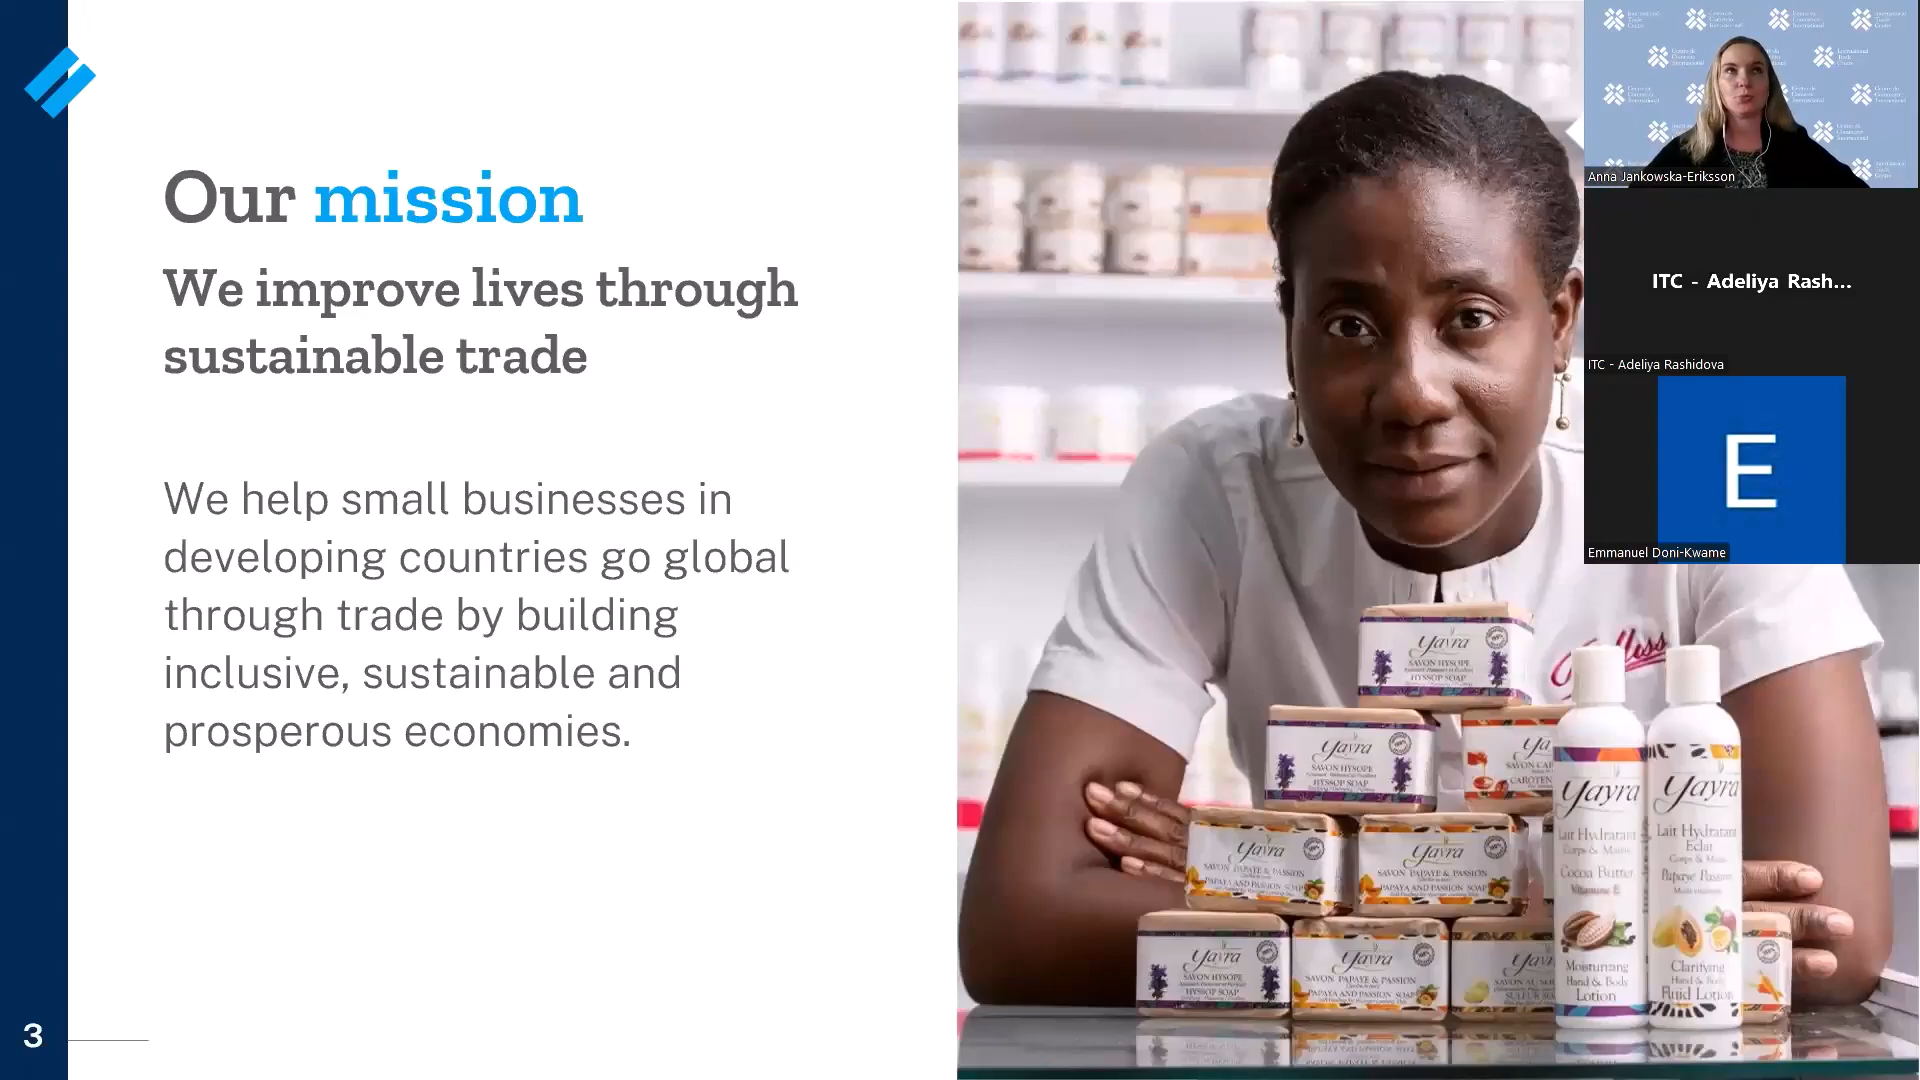 Our mission
We improve lives through
sustainable trade
We help small businesses in
developing countries go global
through trade by building
inclusive, sustainable and
prosperous economies.
3
Anna Jankowska-Eriksson
ITC - Adeliya Rash...
ITC - Adeliya Rashidova
E
Emmanuel Doni-Kwame
yayra
SAVON HYSOPE
HYSSOP SOAP
yayra
SAVON HYSOPE
HYSSOP SOAP
yayra
SAVON PAPAYE & PASSION
PAPAYA AND PASSION SOAP
yayra
SAVON PAPAYE & PASSION
PAPAYA AND PASSION SOAP
yayra
SAVON HYSOPE
HYSSOP SOAP
yayra
SAVON PAPAYE & PASSION
PAPAYA AND PASSION SOAP
yayra
Lait Hydratant
Corps & Mains
Cocoa Butter
Vitamine E
Moisturizing
Hand & Body
Lotion
yayra
Lait Hydratant
Eclat
Corps & Mains
Papaye Passion
Clarifying
Hand & Body
Fluid Lotion